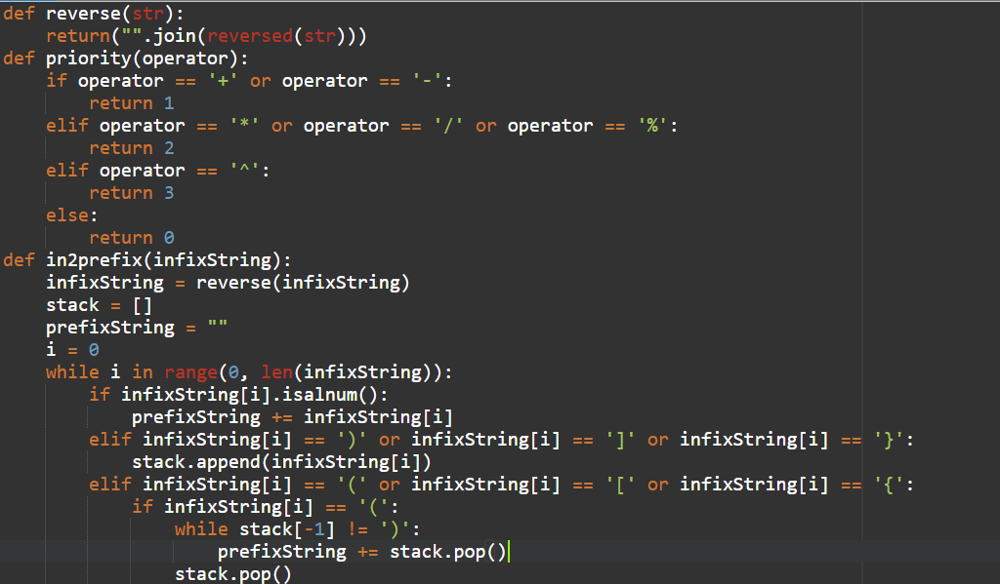 def reverse(str):
    return("".join(reversed(str)))
def priority(operator):
    if operator == '+' or operator == '-':
        return 1
    elif operator == '*' or operator == '/' or operator == '%':
        return 2
    elif operator == '^':
        return 3
    else:
        return 0
def in2prefix(infixString):
    infixString = reverse(infixString)
    stack = []
    prefixString = ""
    i = 0
    while i in range(0, len(infixString)):
        if infixString[i].isalnum():
            prefixString += infixString[i]
        elif infixString[i] == ')' or infixString[i] == ']' or infixString[i] == '}':
            stack.append(infixString[i])
        elif infixString[i] == '(' or infixString[i] == '[' or infixString[i] == '{':
            if infixString[i] == '(':
                while stack[-1] != ')':
                    prefixString += stack.pop()
                stack.pop()